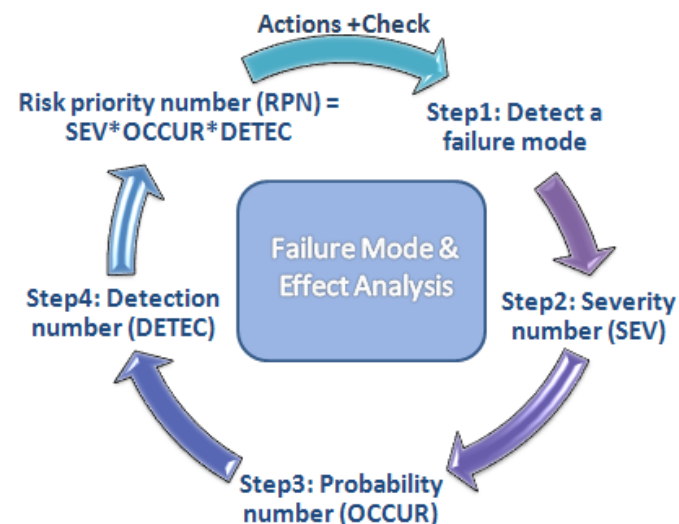 Actions +Check
Risk priority number (RPN) =
SEV*OCCUR*DETEC
Step1: Detect a
failure mode
Failure Mode &
Effect Analysis
Step2: Severity
number (SEV)
Step4: Detection
number (DETEC)
Step3: Probability
number (OCCUR)